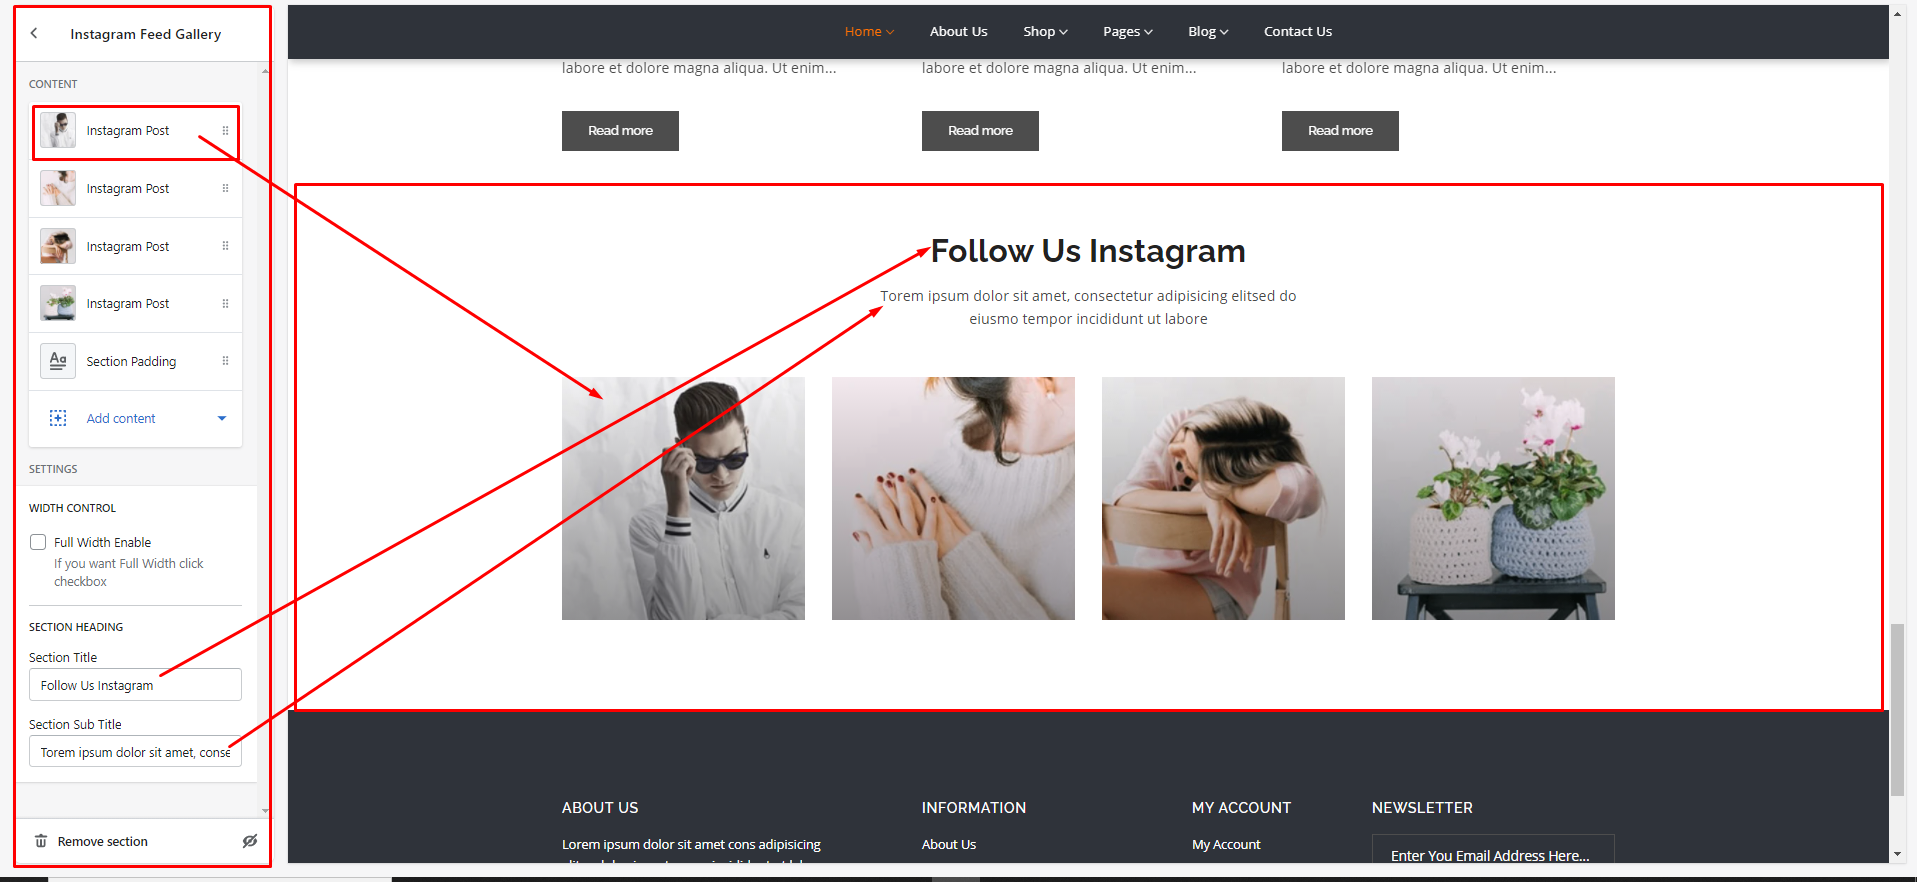 Instagram Feed Gallery
CONTENT
Instagram Post
Instagram Post
Instagram Post
Instagram Post
Aa
Section Padding
Add content
SETTINGS
WIDTH CONTROL
Full Width Enable
If you want Full Width click
checkbox
SECTION HEADING
Section Title
Follow Us Instagram
Section Sub Title
Torem ipsum dolor sit amet, conse
Remove section
Home About Us Shop Pages Blog Contact Us
labore et dolore magna aliqua. Ut enim... labore et dolore magna aliqua. Ut enim... labore et dolore magna aliqua. Ut enim...
Read more Read more Read more
Follow Us Instagram
Torem ipsum dolor sit amet, consectetur adipisicing elitsed do
eiusmo tempor incididunt ut labore
ABOUT US INFORMATION MY ACCOUNT NEWSLETTER
Lorem ipsum dolor sit amet cons adipisicing About Us My Account
Enter You Email Address Here...